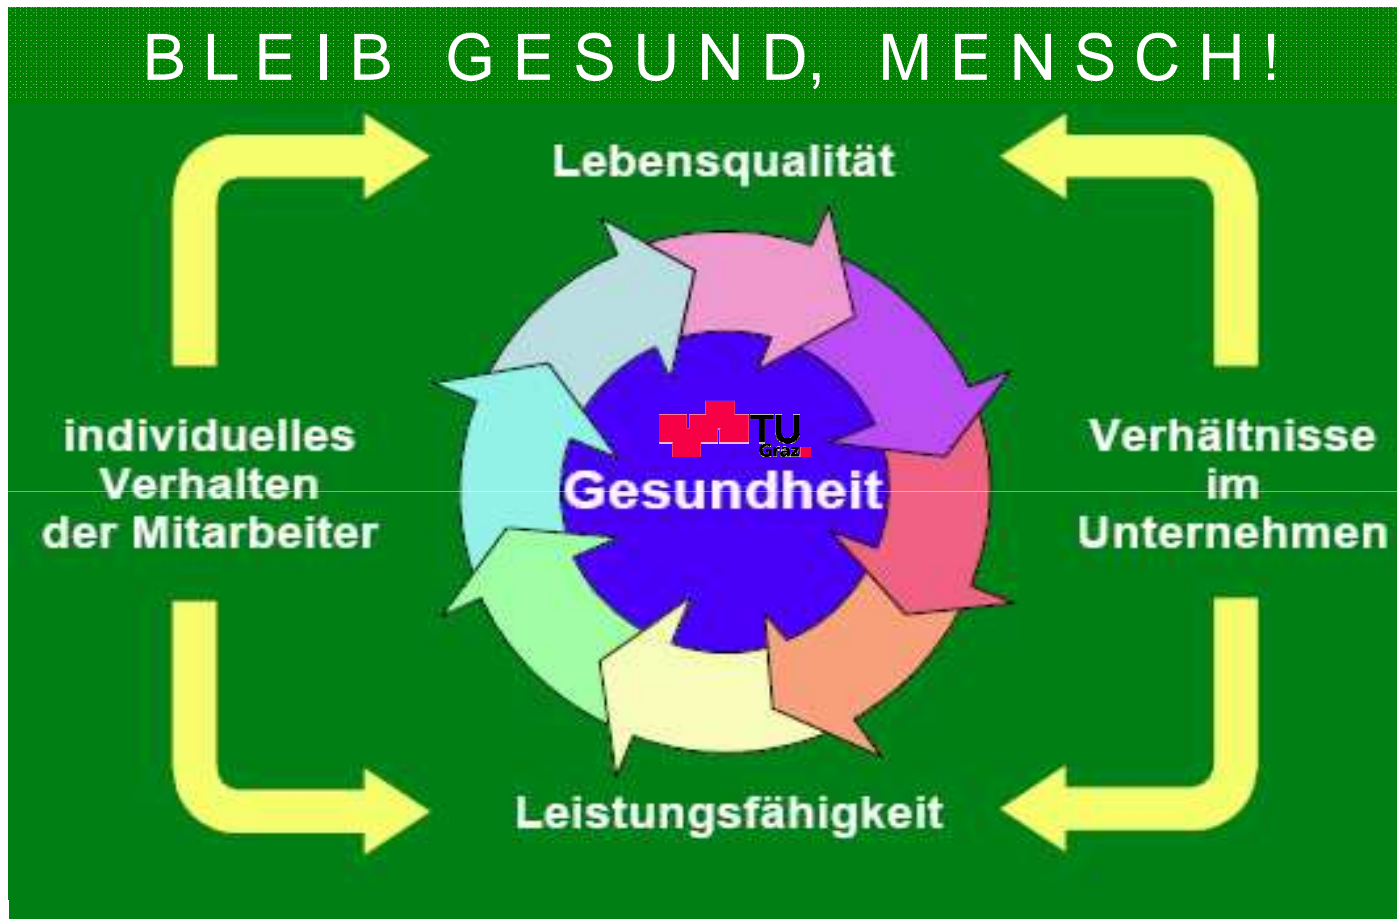 BLEIB GESUND, MENSCH!
Lebensqualität
individuelles
Verhalten
der Mitarbeiter
TU
Graz
Gesundheit
Verhältnisse
im
Unternehmen
Leistungsfähigkeit